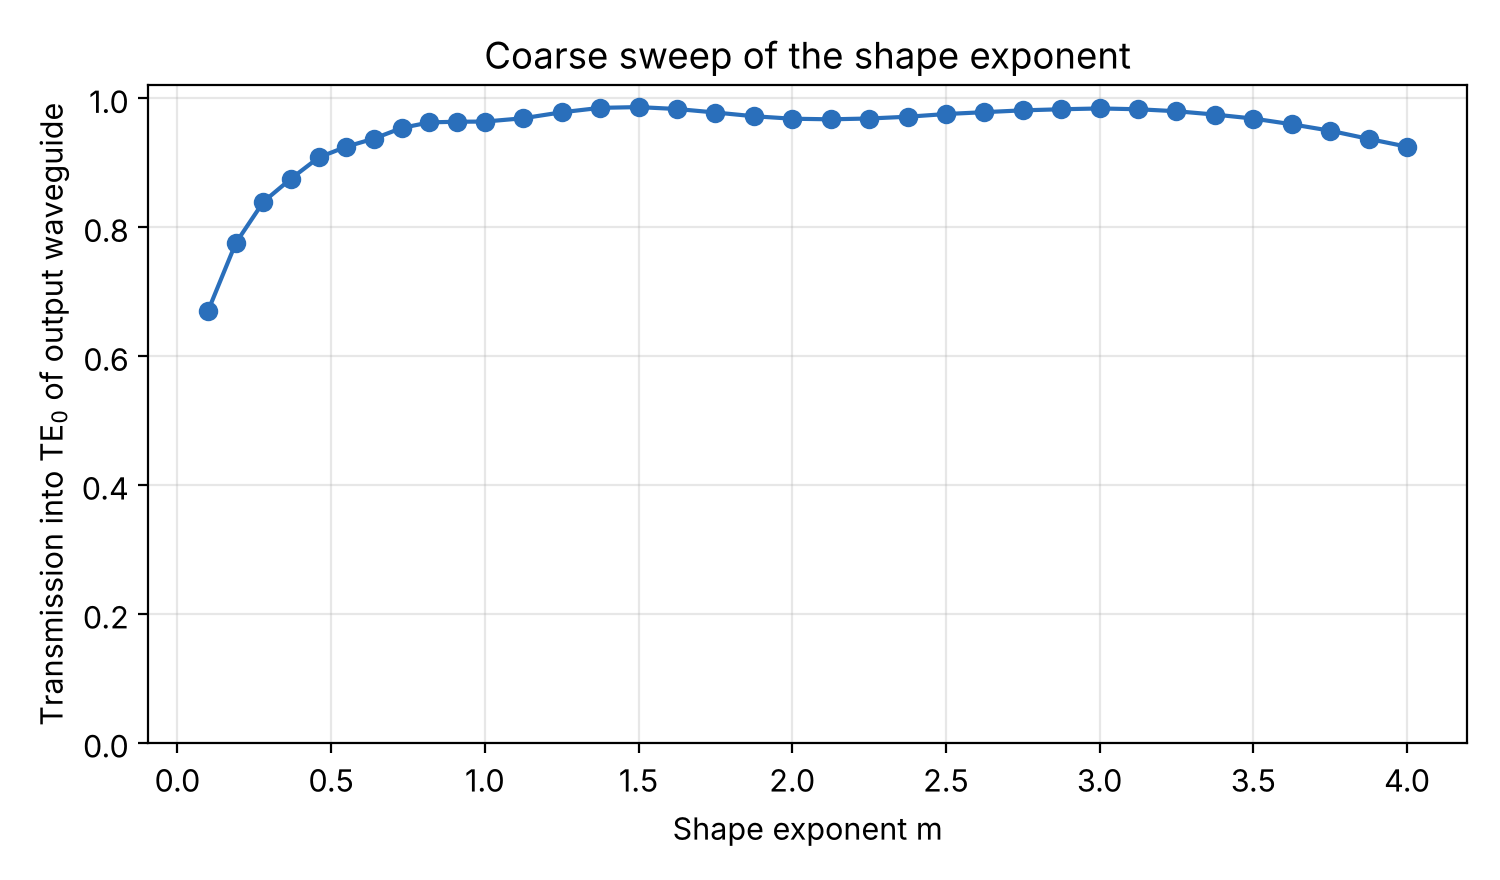 Coarse sweep of the shape exponent
Transmission into TE₀ of output waveguide
1.0
0.8
0.6
0.4
0.2
0.0
0.0 0.5 1.0 1.5 2.0 2.5 3.0 3.5 4.0
Shape exponent m